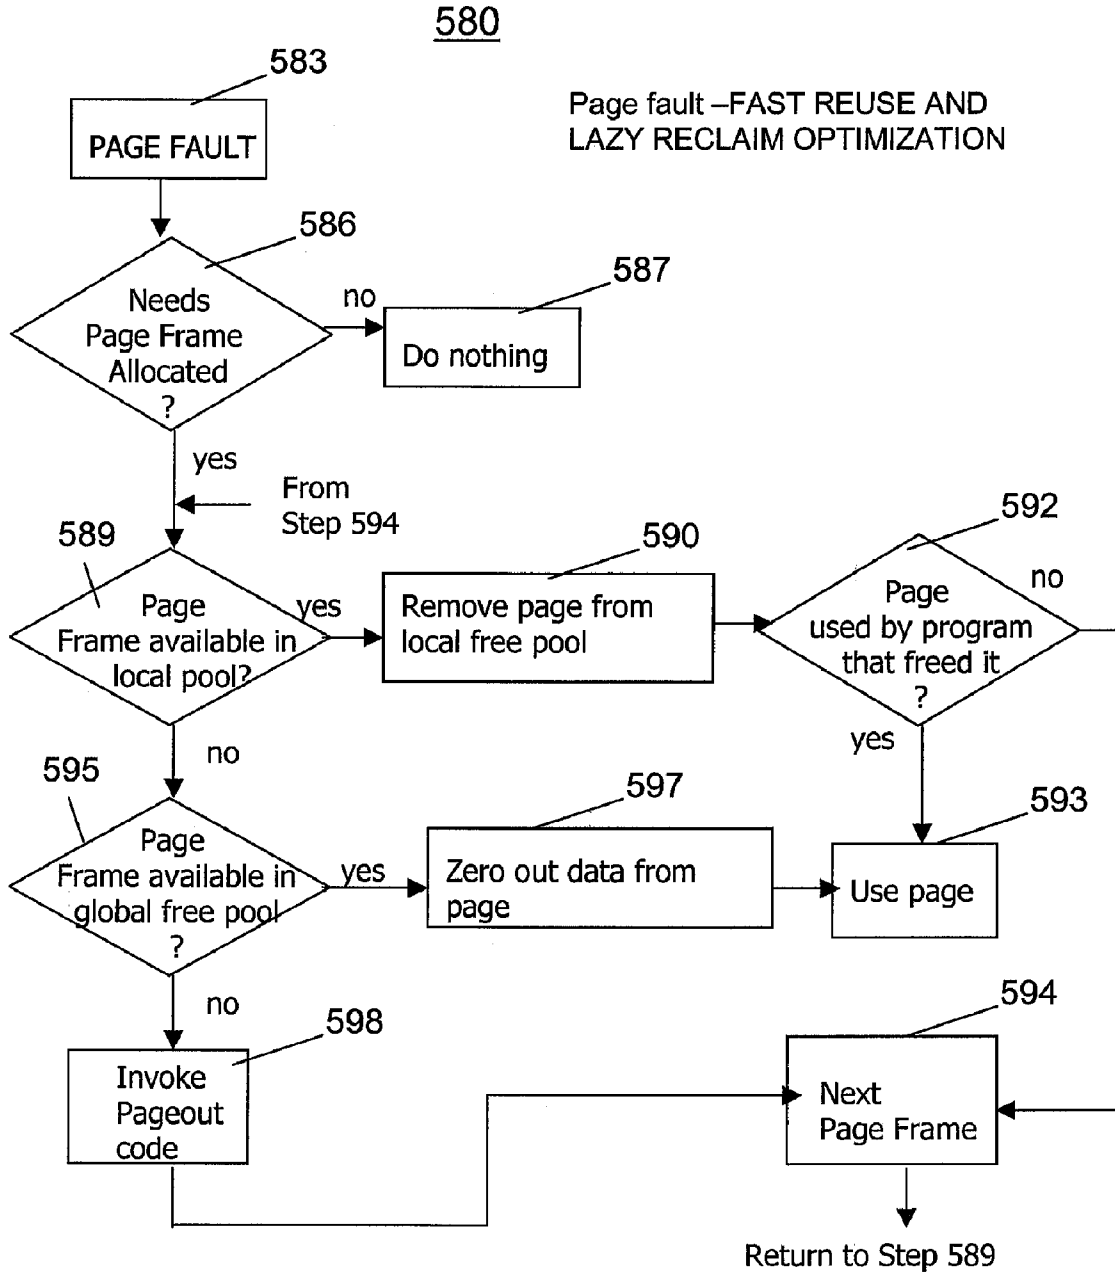 580
583
Page fault –FAST REUSE AND
LAZY RECLAIM OPTIMIZATION
PAGE FAULT
586
Needs
Page Frame
Allocated
?
no
587
Do nothing
yes
From
Step 594
589
Page
Frame available in
local pool?
yes
590
Remove page from
local free pool
592
Page
used by program
that freed it
?
no
yes
no
595
Page
Frame available in
global free pool
?
yes
597
Zero out data from
page
593
Use page
no
598
Invoke
Pageout
code
594
Next
Page Frame
Return to Step 589